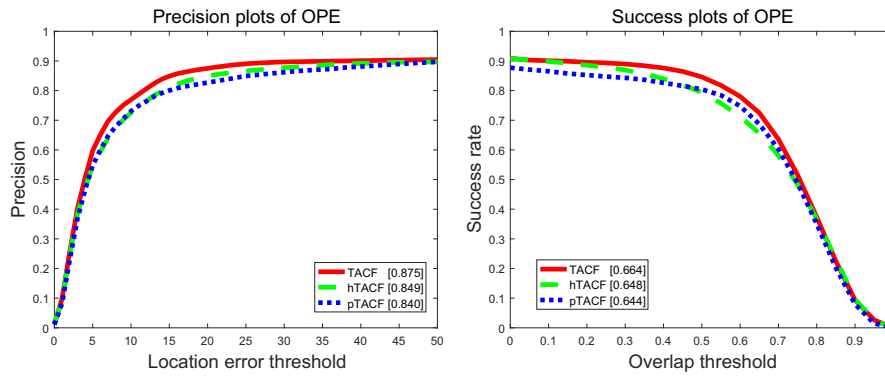 Precision plots of OPE
1
0.9
0.8
0.7
0.6
0.5
0.4
0.3
0.2
0.1
0
Precision
TACF [0.875]
hTACF [0.849]
pTACF [0.840]
0 5 10 15 20 25 30 35 40 45 50
Location error threshold
Success plots of OPE
1
0.9
0.8
0.7
0.6
0.5
0.4
0.3
0.2
0.1
0
Success rate
TACF [0.664]
hTACF [0.648]
pTACF [0.644]
0 0.1 0.2 0.3 0.4 0.5 0.6 0.7 0.8 0.9
Overlap threshold